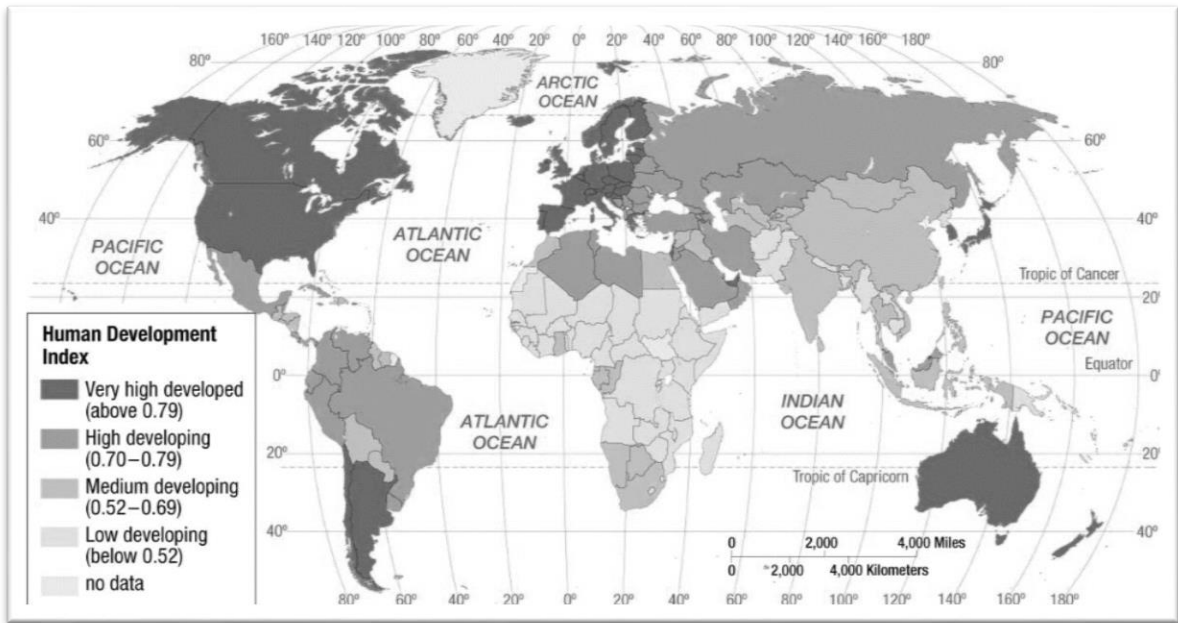 160° 140° 120° 100° 80° 60° 40° 20° 0° 20° 40° 60° 80° 100° 120° 140° 160° 180°
80° 80°
ARCTIC
OCEAN
60° 60°
40° 40°
PACIFIC
OCEAN
ATLANTIC
OCEAN
Tropic of Cancer
20° 20°
PACIFIC
OCEAN
Equator
0° 0°
Human Development
Index
Very high developed
(above 0.79)
High developing
(0.70–0.79)
Medium developing
(0.52–0.69)
Low developing
(below 0.52)
no data
ATLANTIC
OCEAN
INDIAN
OCEAN
20° 20°
Tropic of Capricorn
40° 40°
0 2,000 4,000 Miles
0 2,000 4,000 Kilometers
80° 60° 40° 20° 0° 20° 40° 60° 80° 100° 120° 140° 160° 180°